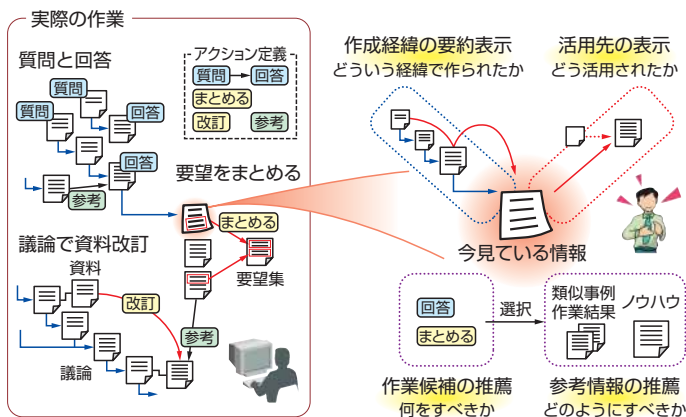 実際の作業
質問と回答
質問
質問
回答
回答
参考
アクション定義
質問
回答
まとめる
改訂
参考
要望をまとめる
まとめる
要望集
議論で資料改訂
資料
改訂
参考
議論
作成経緯の要約表示
どういう経緯で作られたか
活用先の表示
どう活用されたか
今見ている情報
回答
まとめる
選択
類似事例
作業結果
ノウハウ
作業候補の推薦
何をすべきか
参考情報の推薦
どのようにすべきか